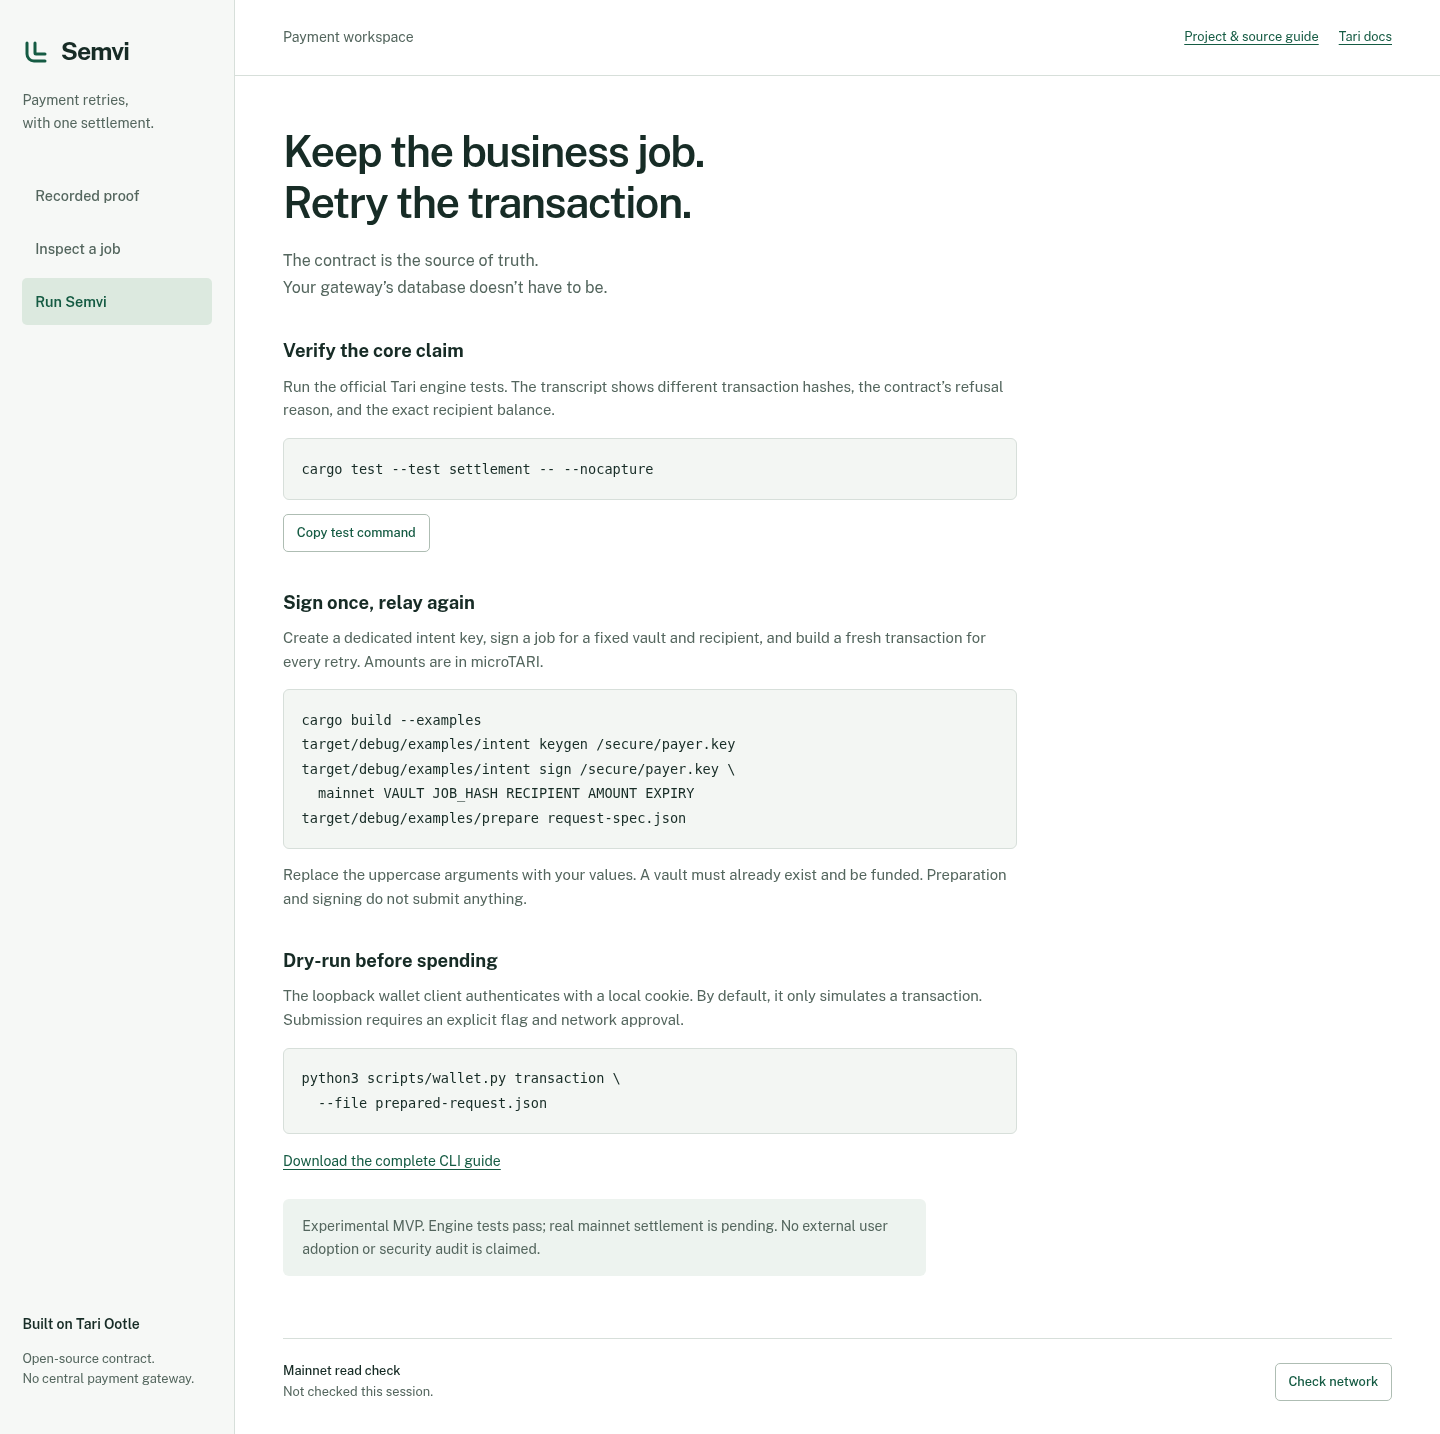 Semvi
Payment retries,
with one settlement.
Recorded proof
Inspect a job
Run Semvi
Built on Tari Ootle
Open-source contract.
No central payment gateway.
Payment workspace
Project & source guide
Tari docs
Keep the business job.
Retry the transaction.
The contract is the source of truth.
Your gateway’s database doesn’t have to be.
Verify the core claim
Run the official Tari engine tests. The transcript shows different transaction hashes, the contract’s refusal
reason, and the exact recipient balance.
cargo test --test settlement -- --nocapture
Copy test command
Sign once, relay again
Create a dedicated intent key, sign a job for a fixed vault and recipient, and build a fresh transaction for
every retry. Amounts are in microTARI.
cargo build --examples
target/debug/examples/intent keygen /secure/payer.key
target/debug/examples/intent sign /secure/payer.key \
  mainnet VAULT JOB_HASH RECIPIENT AMOUNT EXPIRY
target/debug/examples/prepare request-spec.json
Replace the uppercase arguments with your values. A vault must already exist and be funded. Preparation
and signing do not submit anything.
Dry-run before spending
The loopback wallet client authenticates with a local cookie. By default, it only simulates a transaction.
Submission requires an explicit flag and network approval.
python3 scripts/wallet.py transaction \
  --file prepared-request.json
Download the complete CLI guide
Experimental MVP. Engine tests pass; real mainnet settlement is pending. No external user
adoption or security audit is claimed.
Mainnet read check
Not checked this session.
Check network